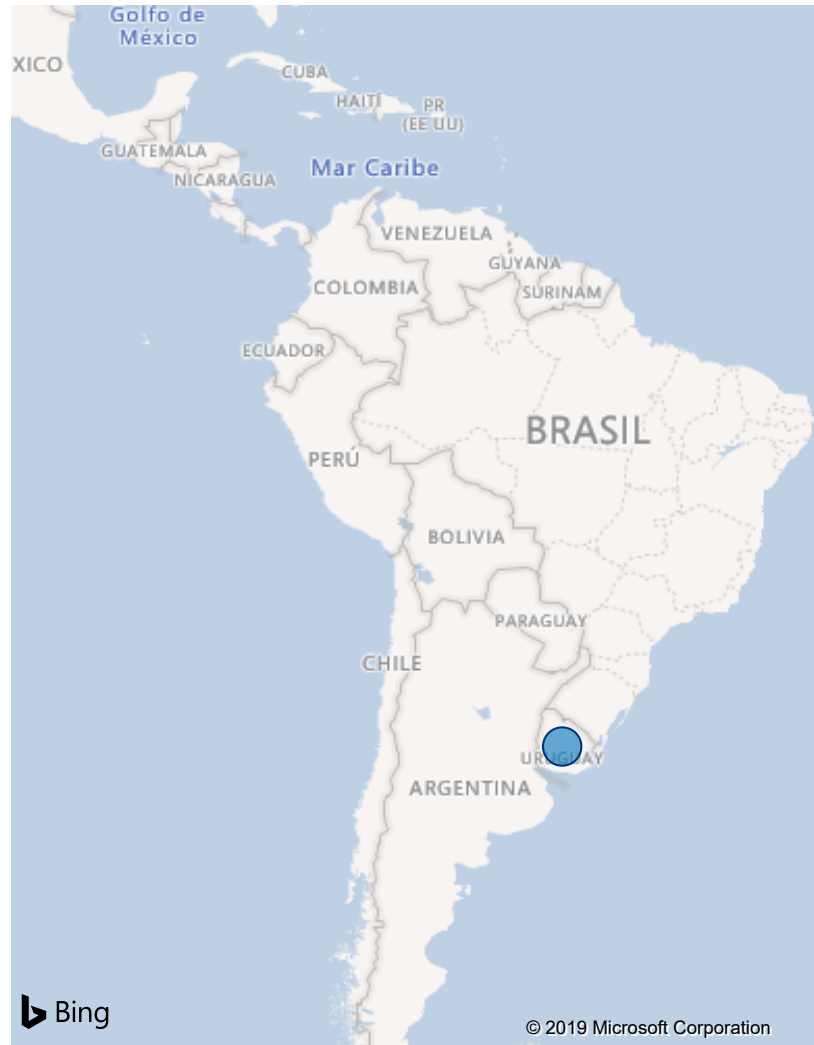 Golfo de
México
XICO
CUBA
HAITÍ
PR
(EE UU)
GUATEMALA
Mar Caribe
NICARAGUA
VENEZUELA
GUYANA
COLOMBIA
SURINAM
ECUADOR
BRASIL
PERÚ
BOLIVIA
PARAGUAY
CHILE
URUGUAY
ARGENTINA
Bing
© 2019 Microsoft Corporation